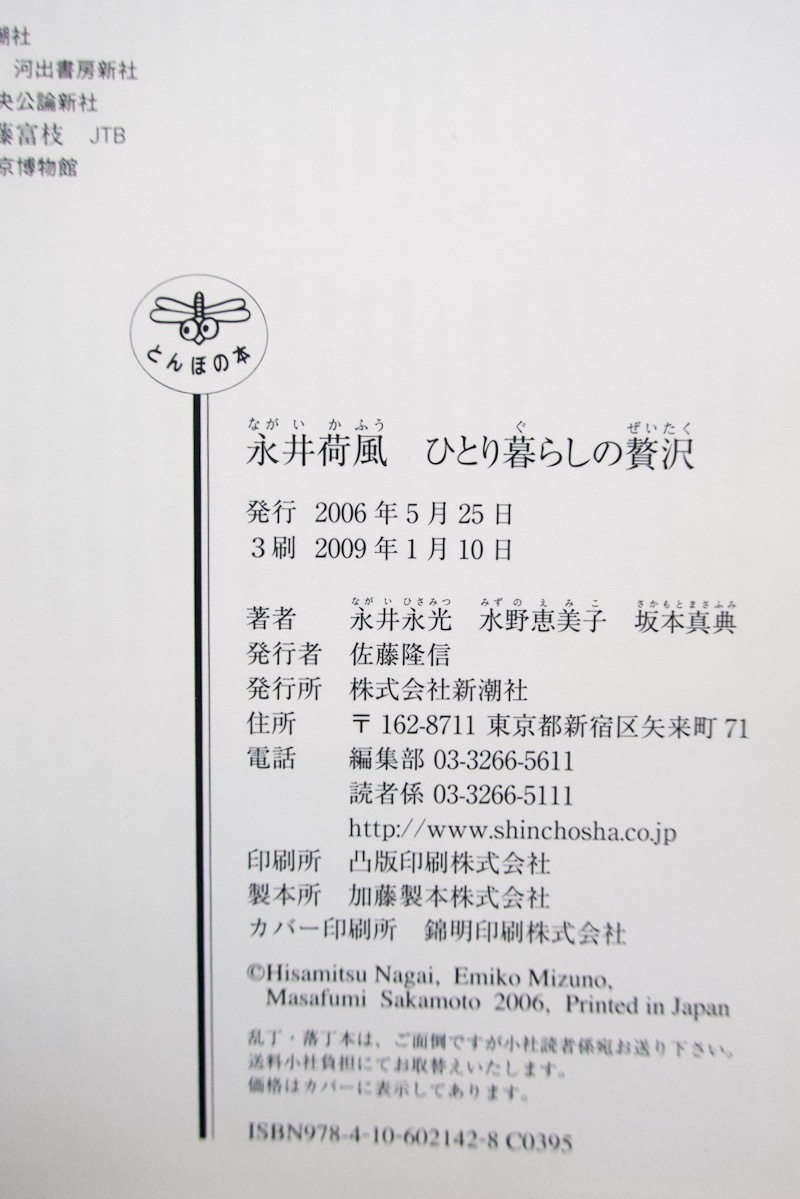 潮社
河出書房新社
央公論新社
藤富枝 JTB
京博物館
とんぼの本
ながい かふう ぐ ぜいたく
永井荷風 ひとり暮らしの贅沢
発行 2006年5月25日
3刷 2009年1月10日
ながい ひさみつ みずの えみこ さかもとまさふみ
著者 永井永光 水野恵美子 坂本真典
発行者 佐藤隆信
発行所 株式会社新潮社
住所 〒162-8711 東京都新宿区矢来町71
電話 編集部 03-3266-5611
読者係 03-3266-5111
http://www.shinchosha.co.jp
印刷所 凸版印刷株式会社
製本所 加藤製本株式会社
カバー印刷所 錦明印刷株式会社
©Hisamitsu Nagai, Emiko Mizuno,
Masafumi Sakamoto 2006, Printed in Japan
乱丁・落丁本は、ご面倒ですが小社読者係宛お送り下さい。
送料小社負担にてお取替えいたします。
価格はカバーに表示してあります。
ISBN978-4-10-602142-8 C0395